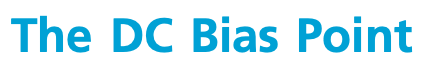 The DC Bias Point